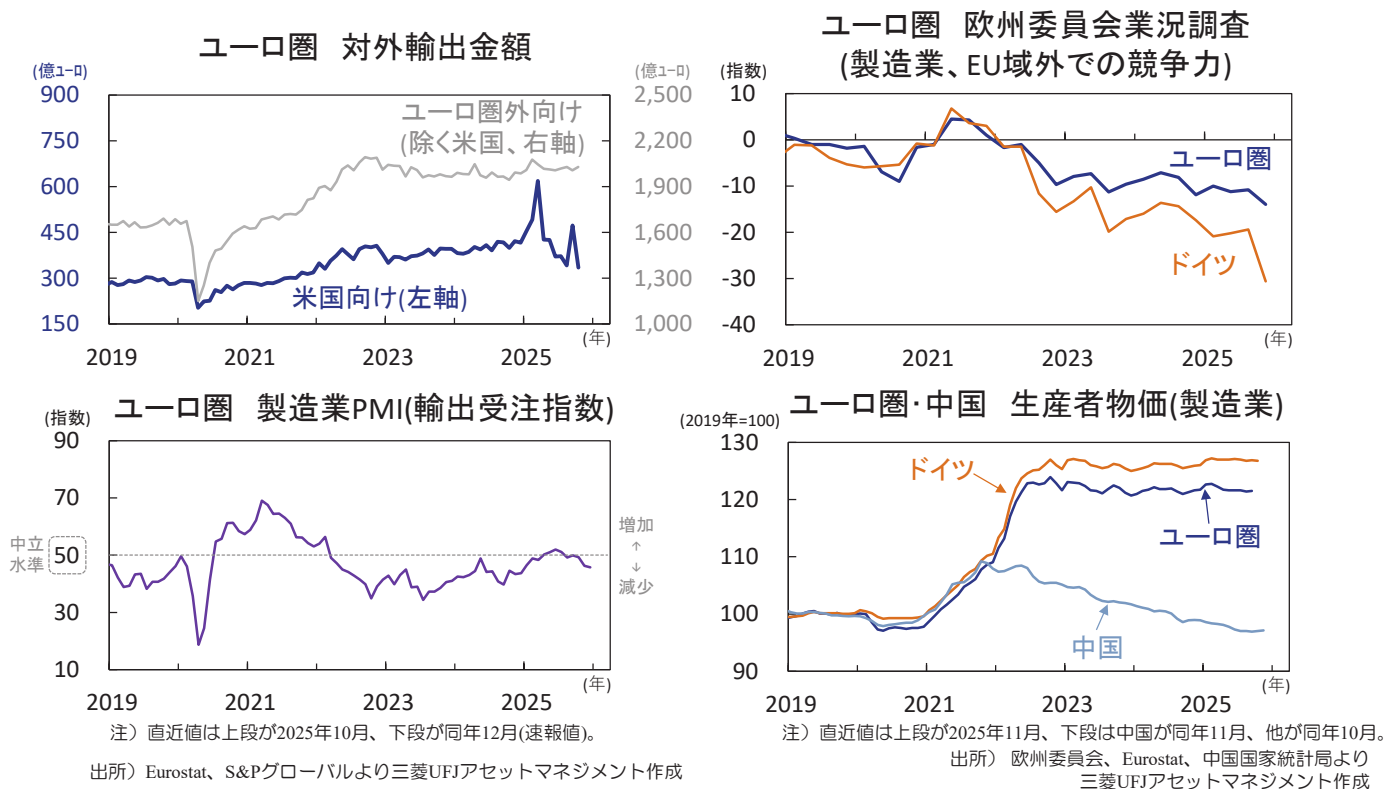 ユーロ圏 対外輸出金額
(億ユーロ)
(億ユーロ)
900
750
600
450
300
150
2,500
2,200
1,900
1,600
1,300
1,000
ユーロ圏外向け
(除く米国、右軸)
米国向け(左軸)
(年)
2019
2021
2023
2025
ユーロ圏 欧州委員会業況調査
(製造業、EU域外での競争力)
(指数)
10
0
-10
-20
-30
-40
ユーロ圏
ドイツ
(年)
2019
2021
2023
2025
ユーロ圏 製造業PMI(輸出受注指数)
(指数)
90
70
50
30
10
中立
水準
増加
↑
↓
減少
(年)
2019
2021
2023
2025
注）直近値は上段が2025年10月、下段が同年12月(速報値)。
出所）Eurostat、S&Pグローバルより三菱UFJアセットマネジメント作成
ユーロ圏･中国 生産者物価(製造業)
(2019年=100)
130
120
110
100
90
ドイツ
ユーロ圏
中国
(年)
2019
2021
2023
2025
注）直近値は上段が2025年11月、下段は中国が同年11月、他が同年10月。
出所） 欧州委員会、Eurostat、中国国家統計局より
三菱UFJアセットマネジメント作成